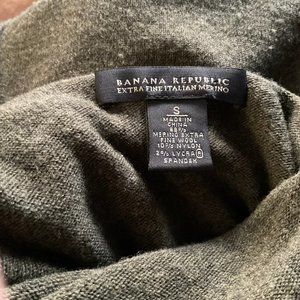 BANANA REPUBLIC
EXTRA FINE ITALIAN MERINO
S
MADE IN
CHINA
88%
MERINO EXTRA
FINE WOOL
10% NYLON
2% LYCRA®
SPANDEX